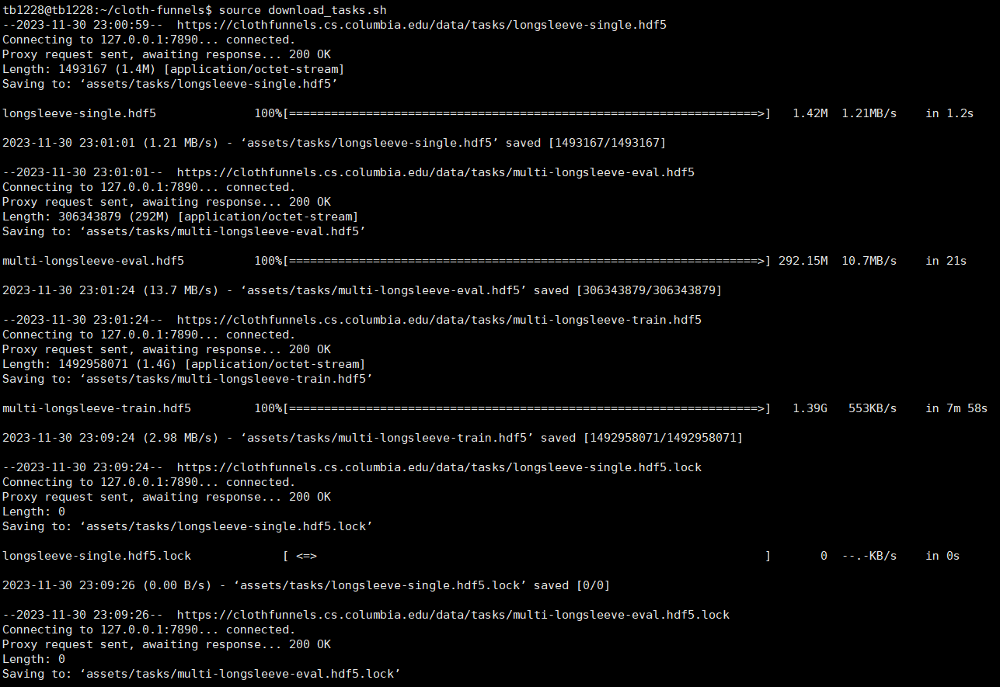 tb1228@tb1228:~/cloth-funnels$ source download_tasks.sh
--2023-11-30 23:00:59--  https://clothfunnels.cs.columbia.edu/data/tasks/longsleeve-single.hdf5
Connecting to 127.0.0.1:7890... connected.
Proxy request sent, awaiting response... 200 OK
Length: 1493167 (1.4M) [application/octet-stream]
Saving to: ‘assets/tasks/longsleeve-single.hdf5’
longsleeve-single.hdf5              100%[===================================================================>]   1.42M  1.21MB/s    in 1.2s
2023-11-30 23:01:01 (1.21 MB/s) - ‘assets/tasks/longsleeve-single.hdf5’ saved [1493167/1493167]
--2023-11-30 23:01:01--  https://clothfunnels.cs.columbia.edu/data/tasks/multi-longsleeve-eval.hdf5
Connecting to 127.0.0.1:7890... connected.
Proxy request sent, awaiting response... 200 OK
Length: 306343879 (292M) [application/octet-stream]
Saving to: ‘assets/tasks/multi-longsleeve-eval.hdf5’
multi-longsleeve-eval.hdf5          100%[===================================================================>] 292.15M  10.7MB/s    in 21s
2023-11-30 23:01:24 (13.7 MB/s) - ‘assets/tasks/multi-longsleeve-eval.hdf5’ saved [306343879/306343879]
--2023-11-30 23:01:24--  https://clothfunnels.cs.columbia.edu/data/tasks/multi-longsleeve-train.hdf5
Connecting to 127.0.0.1:7890... connected.
Proxy request sent, awaiting response... 200 OK
Length: 1492958071 (1.4G) [application/octet-stream]
Saving to: ‘assets/tasks/multi-longsleeve-train.hdf5’
multi-longsleeve-train.hdf5         100%[===================================================================>]   1.39G   553KB/s    in 7m 58s
2023-11-30 23:09:24 (2.98 MB/s) - ‘assets/tasks/multi-longsleeve-train.hdf5’ saved [1492958071/1492958071]
--2023-11-30 23:09:24--  https://clothfunnels.cs.columbia.edu/data/tasks/longsleeve-single.hdf5.lock
Connecting to 127.0.0.1:7890... connected.
Proxy request sent, awaiting response... 200 OK
Length: 0
Saving to: ‘assets/tasks/longsleeve-single.hdf5.lock’
longsleeve-single.hdf5.lock             [ <=>                                                                ]       0  --.-KB/s    in 0s
2023-11-30 23:09:26 (0.00 B/s) - ‘assets/tasks/longsleeve-single.hdf5.lock’ saved [0/0]
--2023-11-30 23:09:26--  https://clothfunnels.cs.columbia.edu/data/tasks/multi-longsleeve-eval.hdf5.lock
Connecting to 127.0.0.1:7890... connected.
Proxy request sent, awaiting response... 200 OK
Length: 0
Saving to: ‘assets/tasks/multi-longsleeve-eval.hdf5.lock’